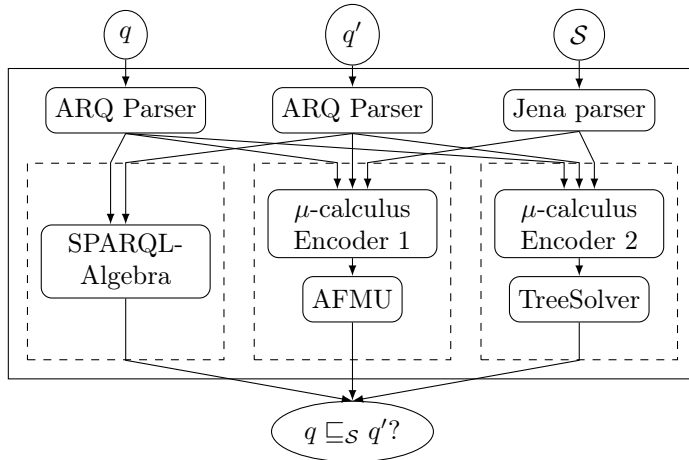 q
q′
𝒮
ARQ Parser
ARQ Parser
Jena parser
SPARQL-
Algebra
μ-calculus
Encoder 1
μ-calculus
Encoder 2
AFMU
TreeSolver
q ⊑𝒮 q′?